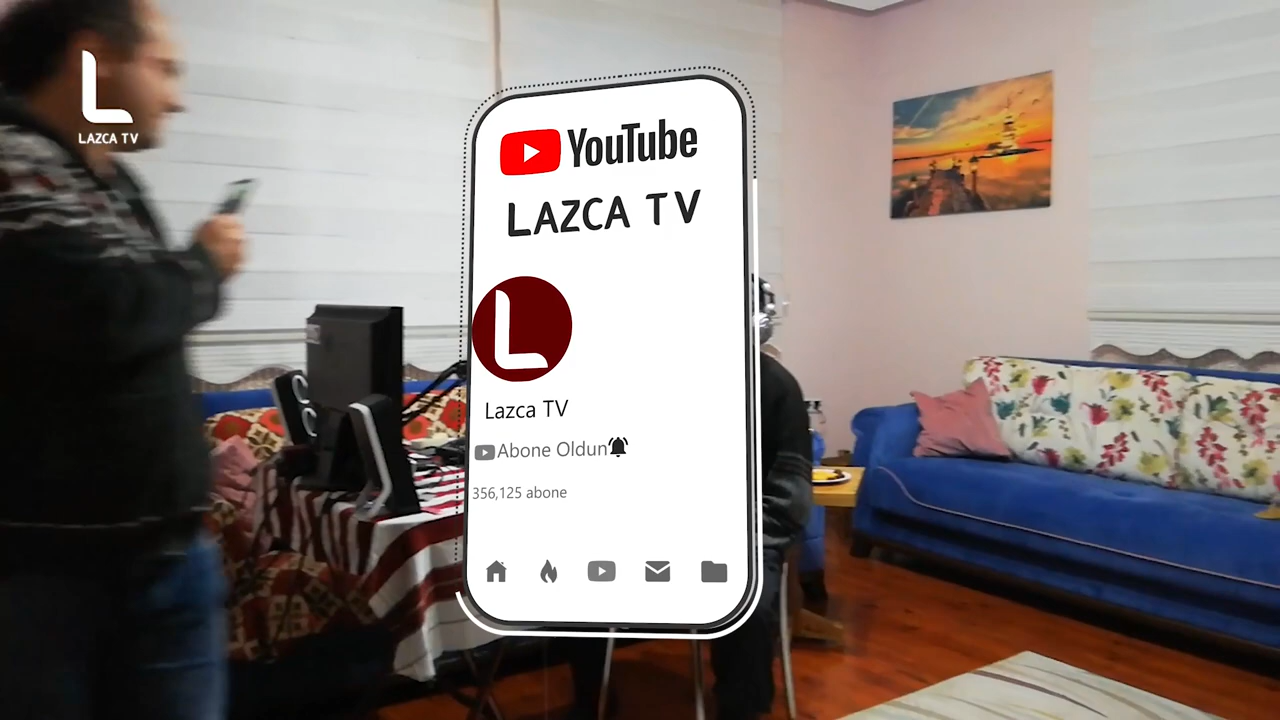 L
LAZCA TV
YouTube
LAZCA TV
L
Lazca TV
Abone Oldun
356,125 abone